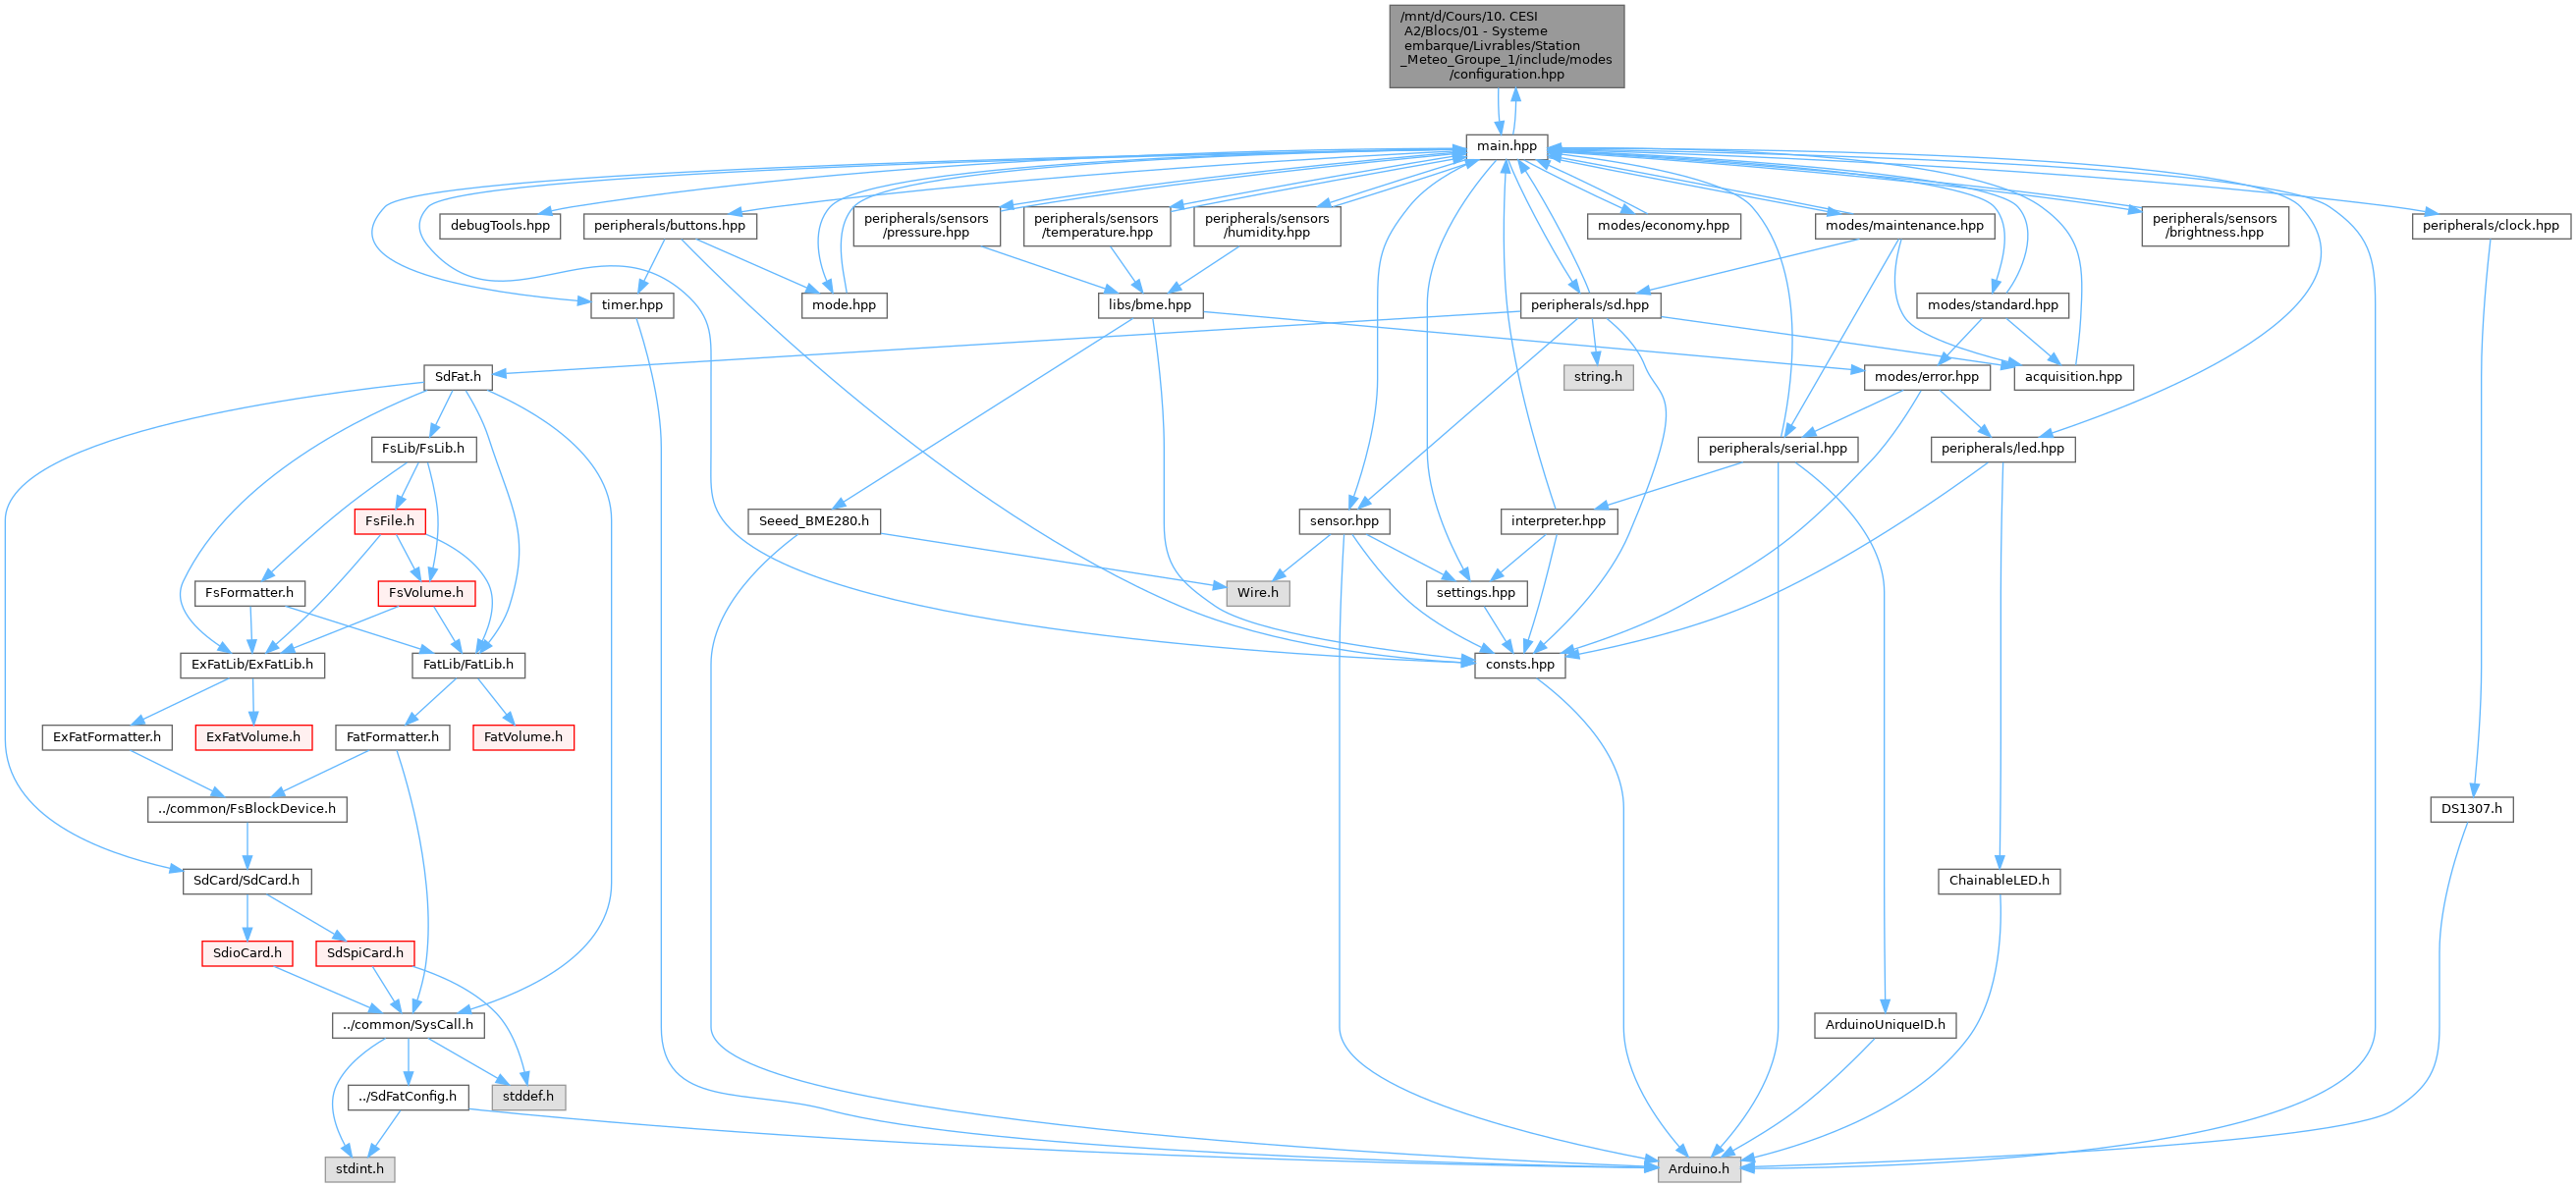 /mnt/d/Cours/10. CESI
A2/Blocs/01 - Systeme
embarque/Livrables/Station
_Meteo_Groupe_1/include/modes
/configuration.hpp
main.hpp
debugTools.hpp
peripherals/buttons.hpp
peripherals/sensors
/pressure.hpp
peripherals/sensors
/temperature.hpp
peripherals/sensors
/humidity.hpp
modes/economy.hpp
modes/maintenance.hpp
peripherals/sensors
/brightness.hpp
peripherals/clock.hpp
timer.hpp
mode.hpp
libs/bme.hpp
peripherals/sd.hpp
modes/standard.hpp
SdFat.h
string.h
modes/error.hpp
acquisition.hpp
FsLib/FsLib.h
peripherals/serial.hpp
peripherals/led.hpp
FsFile.h
Seeed_BME280.h
sensor.hpp
interpreter.hpp
FsFormatter.h
FsVolume.h
Wire.h
settings.hpp
ExFatLib/ExFatLib.h
FatLib/FatLib.h
consts.hpp
ExFatFormatter.h
ExFatVolume.h
FatFormatter.h
FatVolume.h
../common/FsBlockDevice.h
DS1307.h
SdCard/SdCard.h
ChainableLED.h
SdioCard.h
SdSpiCard.h
../common/SysCall.h
ArduinoUniqueID.h
../SdFatConfig.h
stddef.h
stdint.h
Arduino.h